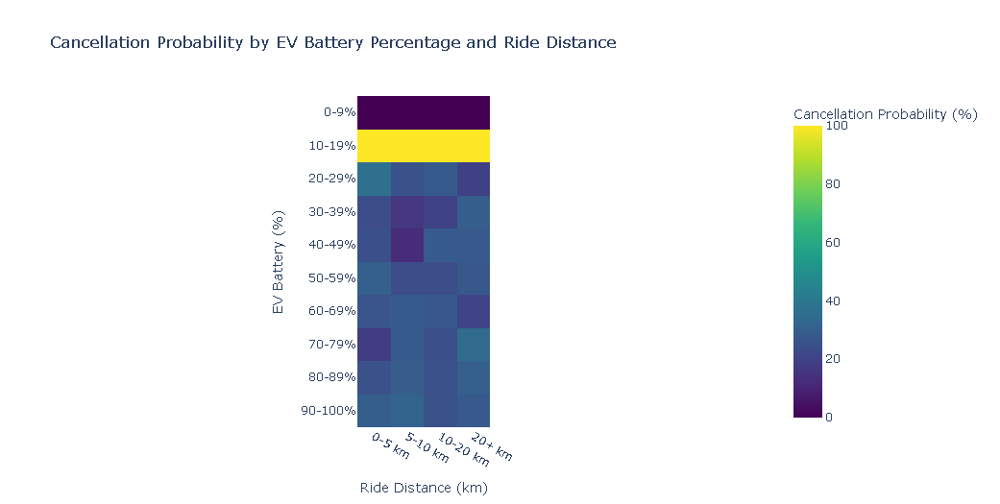 Cancellation Probability by EV Battery Percentage and Ride Distance
Cancellation Probability (%)
0-9%
10-19%
20-29%
30-39%
40-49%
50-59%
60-69%
70-79%
80-89%
90-100%
EV Battery (%)
0-5 km
5-10 km
10-20 km
20+ km
Ride Distance (km)
100
80
60
40
20
0